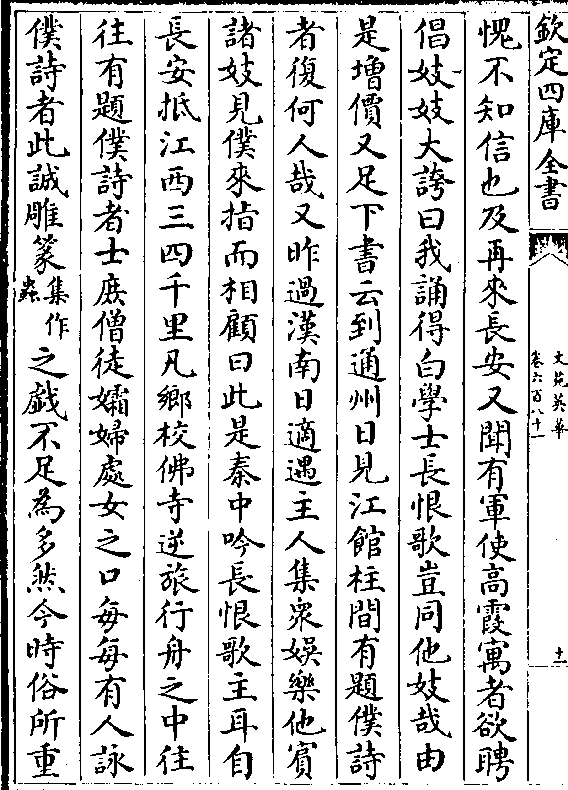 欽定四庫全書
文苑英華
卷六百八十一
十一
愧不知信也及再來長安又聞有軍使高霞寓者欲聘
倡妓妓大誇曰我誦得白學士長恨歌豈同他妓哉由
是增價又足下書云到通州日見江館柱間有題僕詩
者復何人哉又昨過漢南日適遇主人集衆娛樂他賓
諸妓見僕來指而相顧曰此是秦中吟長恨歌主耳自
長安抵江西三四千里凡鄉校佛寺逆旅行舟之中往
往有題僕詩者士庶僧徒孀婦處女之口每每有人詠
僕詩者此誠雕篆集作蟲之戲不足為多然今時俗所重